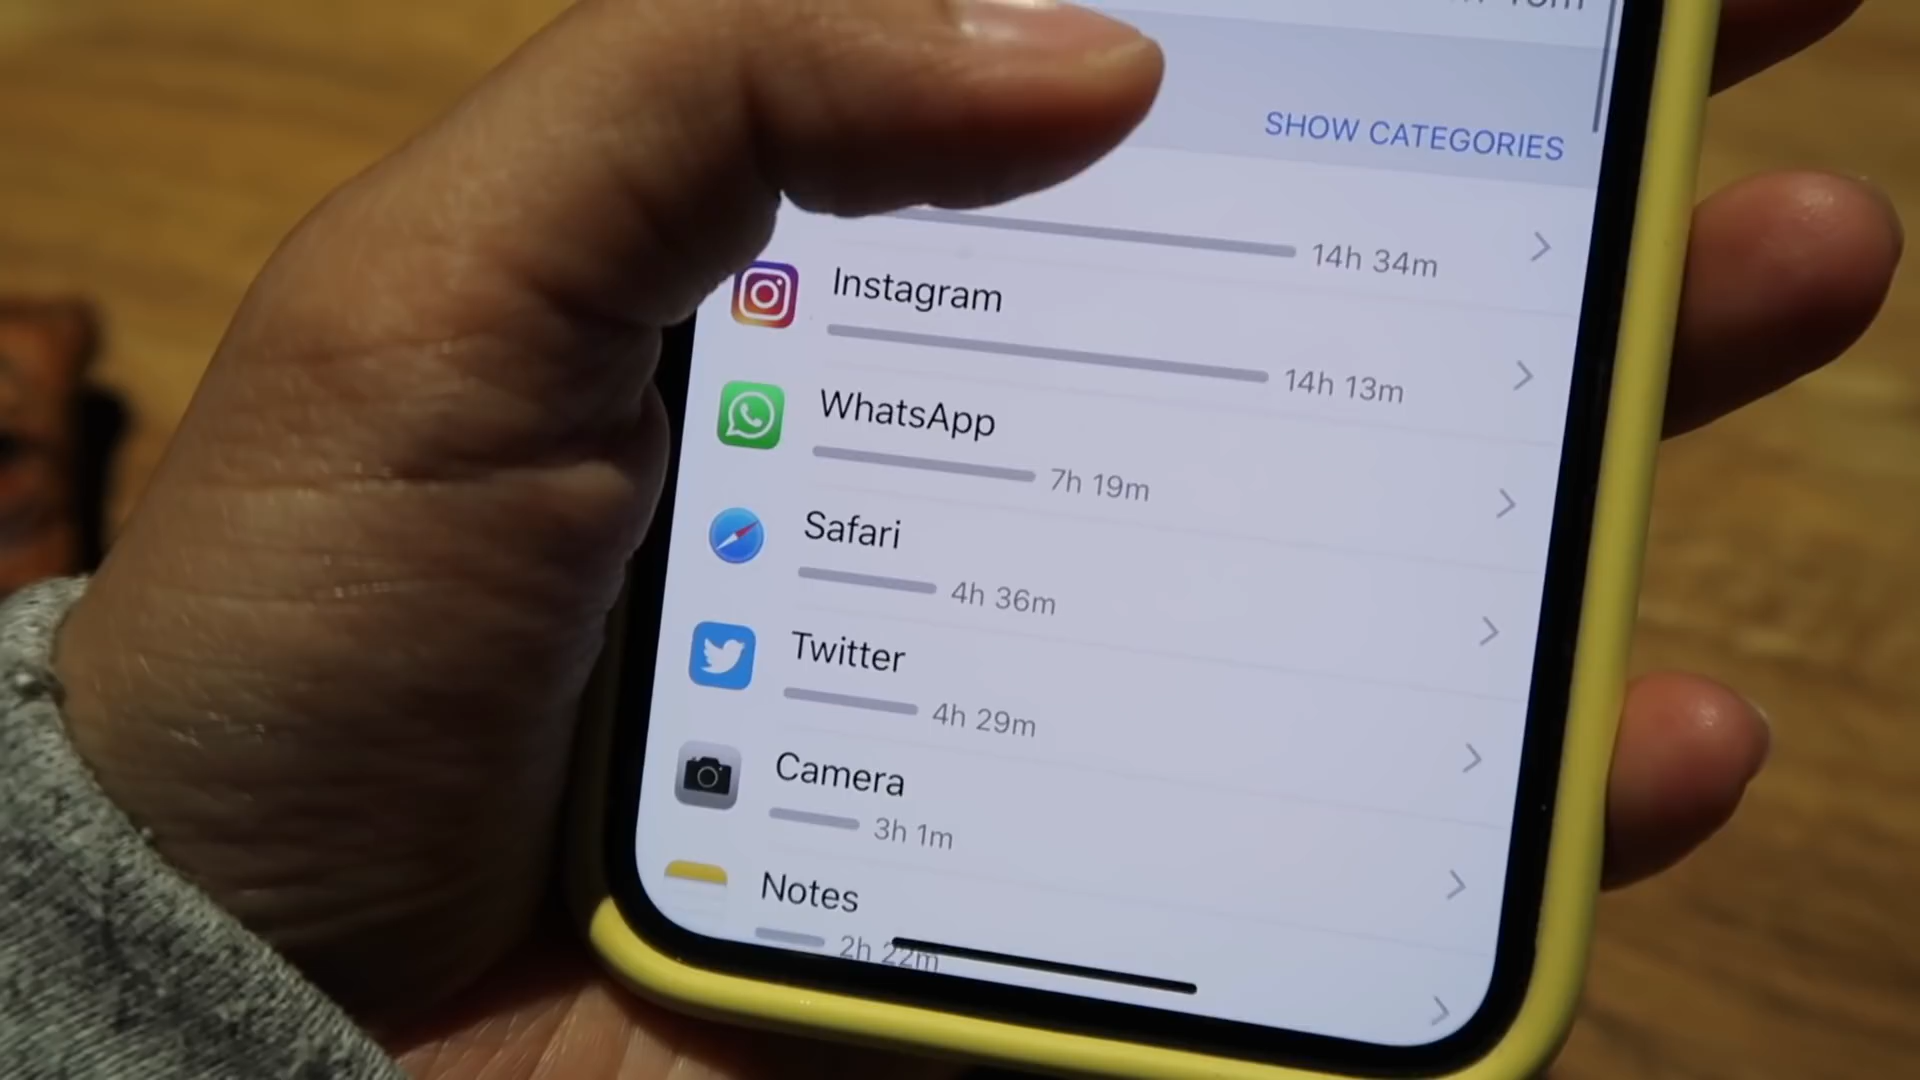 SHOW CATEGORIES
14h 34m
Instagram
14h 13m
WhatsApp
7h 19m
Safari
4h 36m
Twitter
4h 29m
Camera
3h 1m
Notes
2h 22m